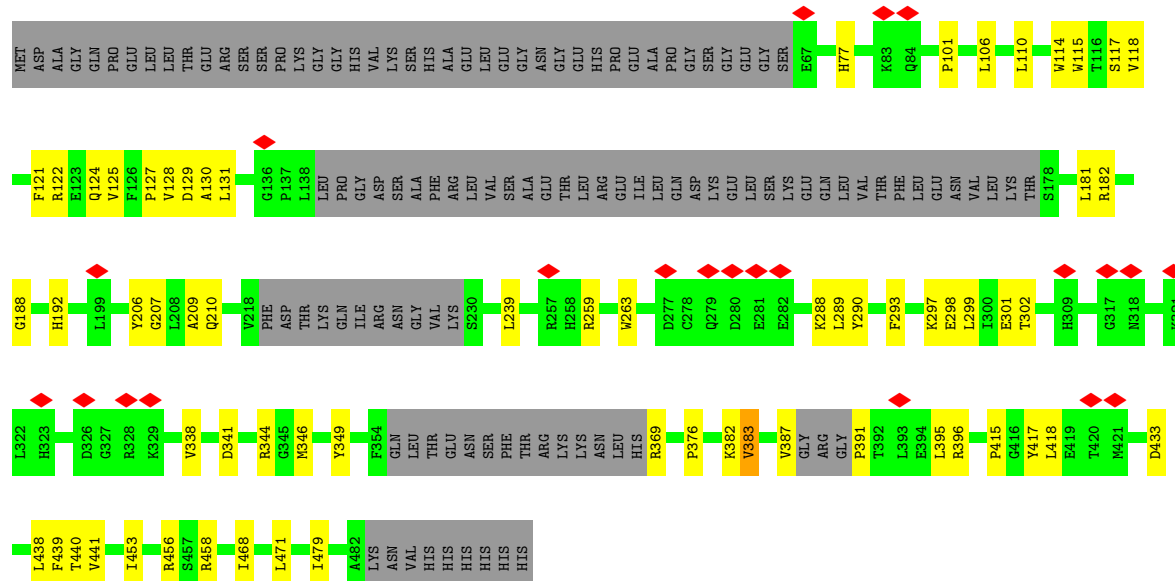 MET ASP ALA GLY GLN PRO GLU LEU LEU THR GLU ARG SER SER PRO LYS GLY GLY HIS VAL LYS SER HIS ALA GLU LEU GLU GLY ASN GLY GLU HIS PRO GLU ALA PRO GLY SER GLY GLU GLY SER E67 H77 K83 Q84 P101 L106 L110 W114 W115 T116 S117 V118
F121 R122 E123 Q124 V125 F126 P127 V128 D129 A130 L131 G136 P137 L138 LEU PRO GLY ASP SER ALA PHE ARG LEU VAL SER ALA GLU THR LEU ARG GLU ILE LEU GLN ASP LYS GLU LEU SER LYS GLU GLN LEU VAL THR PHE LEU GLU ASN VAL LEU LYS THR S178 L181 R182
G188 H192 L199 Y206 G207 L208 A209 Q210 V218 PHE ASP THR LYS GLN ILE ARG ASN GLY VAL LYS S230 L239 R257 H258 R259 W263 D277 C278 Q279 D280 E281 E282 K288 L289 Y290 F293 K297 E298 L299 I300 E301 T302 H309 G317 N318
L322 H323 D326 G327 R328 K329 V338 D341 R344 G345 M346 Y349 F354 GLN LEU THR GLU ASN SER PHE THR ARG LYS LYS ASN LEU HIS R369 P376 K382 V383 V387 GLY ARG GLY P391 T392 L393 E394 L395 R396 P415 G416 Y417 L418 E419 T420 M421 D433
L438 F439 T440 V441 I453 R456 S457 R458 I468 L471 I479 A482 LYS ASN VAL HIS HIS HIS HIS HIS HIS